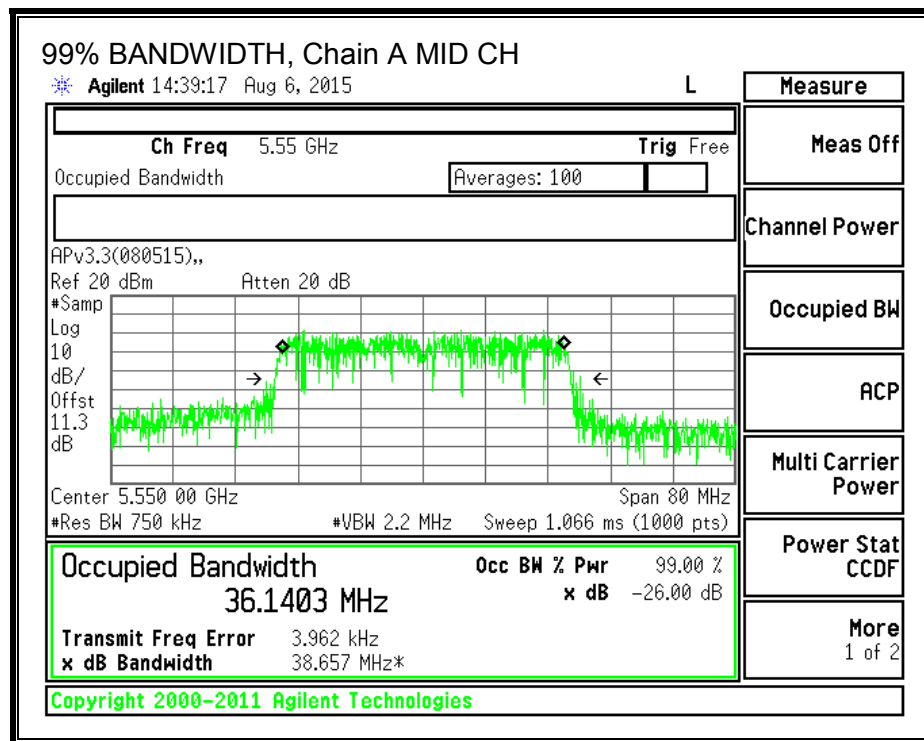 99% BANDWIDTH, Chain A MID CH
Agilent 14:39:17 Aug 6, 2015 L
Measure
Ch Freq 5.55 GHz Trig Free
Meas Off
Occupied Bandwidth Averages: 100
Channel Power
APv3.3(080515),,
Ref 20 dBm Atten 20 dB
#Samp
Log
10
dB/
Offst
11.3
dB
Occupied BW
ACP
Multi Carrier
Power
Center 5.550 00 GHz Span 80 MHz
#Res BW 750 kHz #VBW 2.2 MHz Sweep 1.066 ms (1000 pts)
Power Stat
CCDF
Occupied Bandwidth Occ BW % Pwr 99.00 %
36.1403 MHz x dB -26.00 dB
Transmit Freq Error 3.962 kHz
x dB Bandwidth 38.657 MHz*
More
1 of 2
Copyright 2000-2011 Agilent Technologies